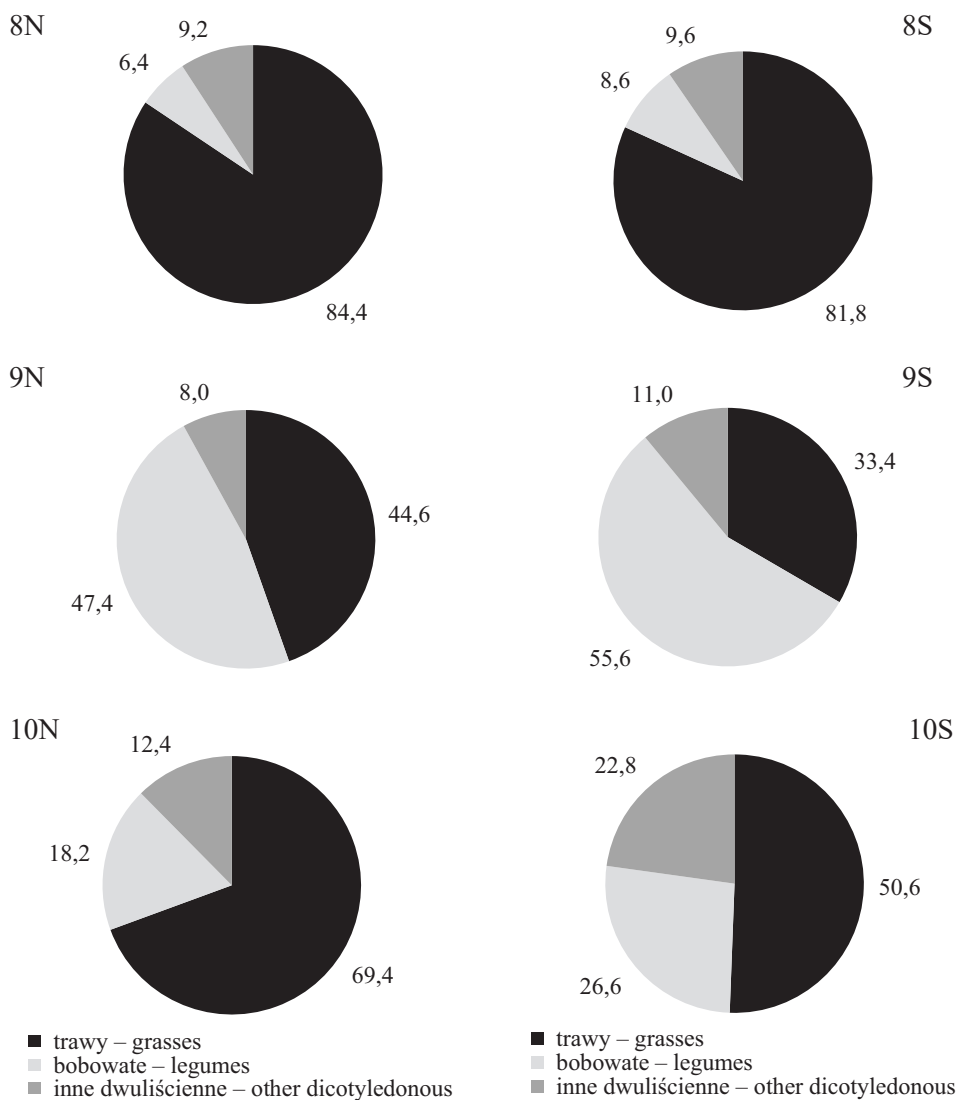 8N
9,2
6,4
84,4
8S
9,6
8,6
81,8
9N
8,0
44,6
47,4
9S
11,0
33,4
55,6
10N
12,4
18,2
69,4
10S
22,8
50,6
26,6
trawy – grasses
bobowate – legumes
inne dwuliścienne – other dicotyledonous
trawy – grasses
bobowate – legumes
inne dwuliścienne – other dicotyledonous